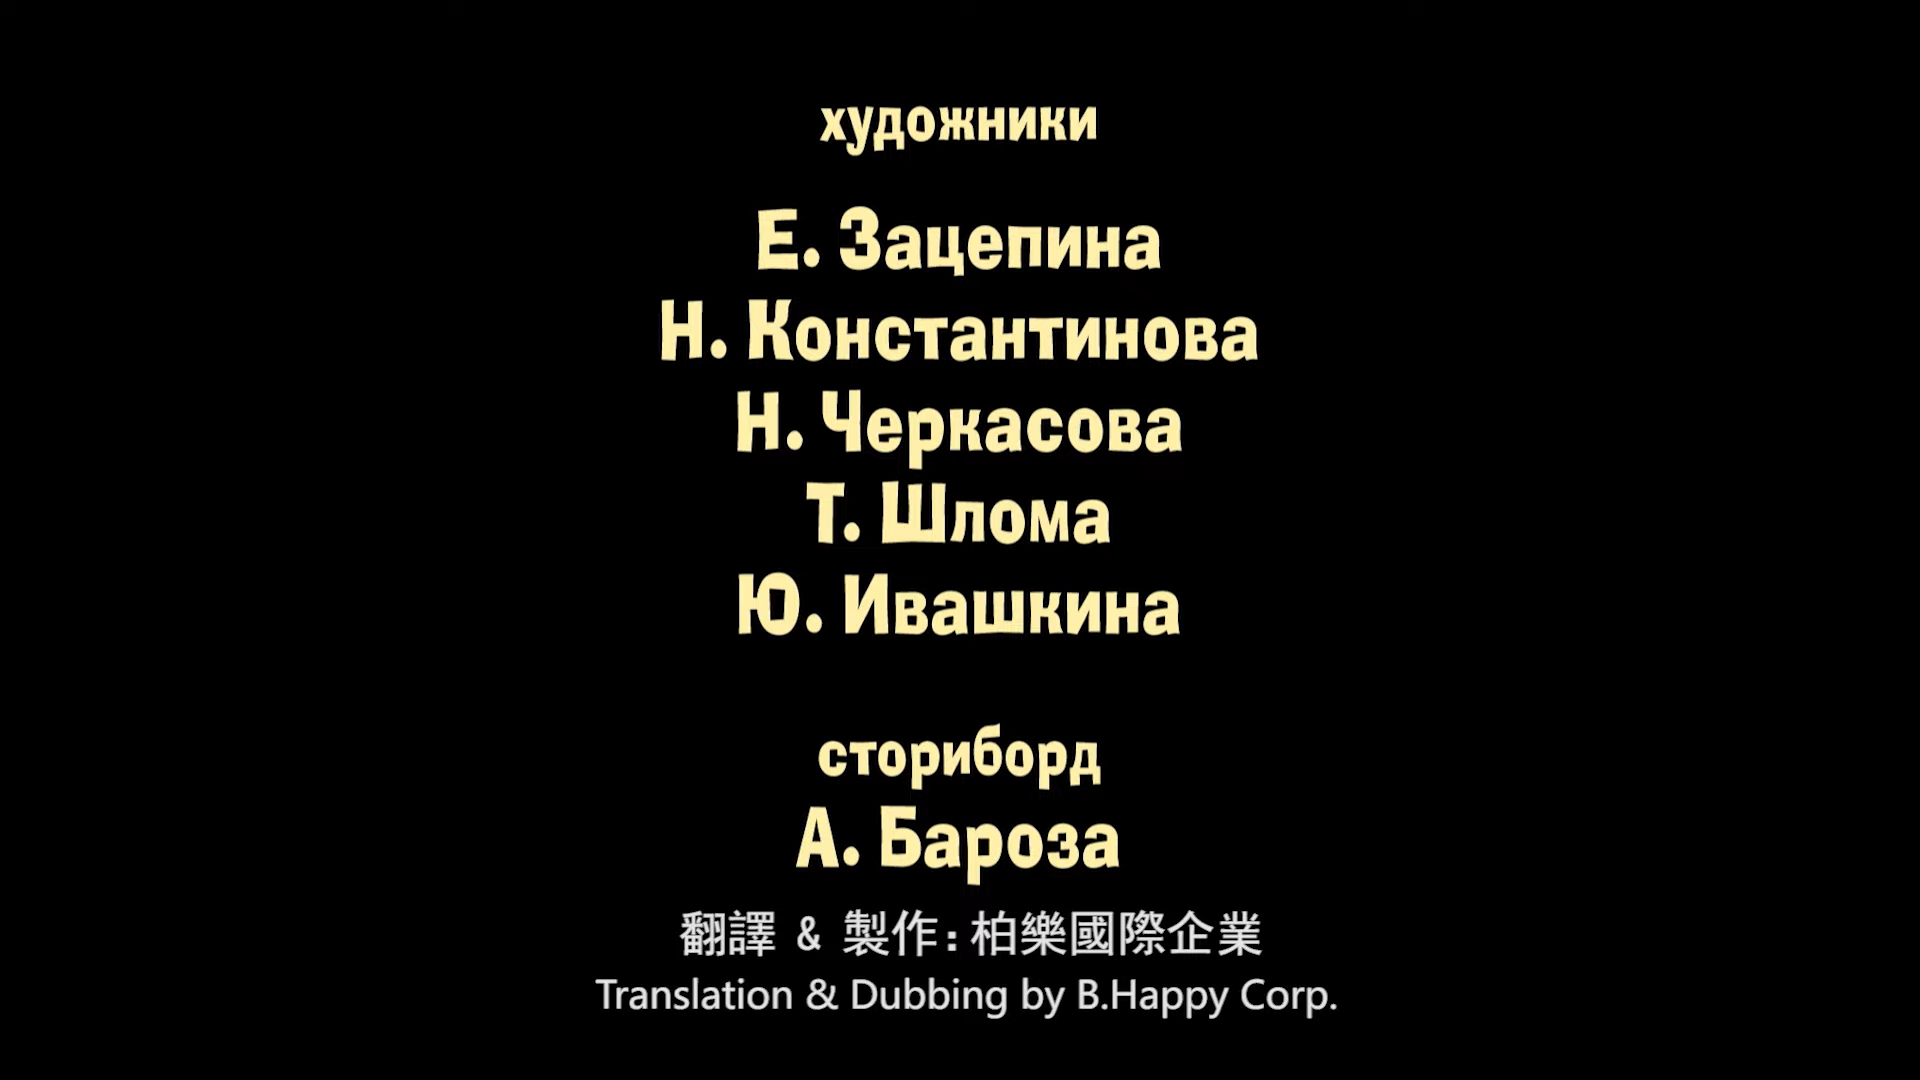 художники
Е. Зацепина
Н. Константинова
Н. Черкасова
Т. Шлома
Ю. Ивашкина
сториборд
А. Бароза
翻譯 & 製作:柏樂國際企業
Translation & Dubbing by B.Happy Corp.